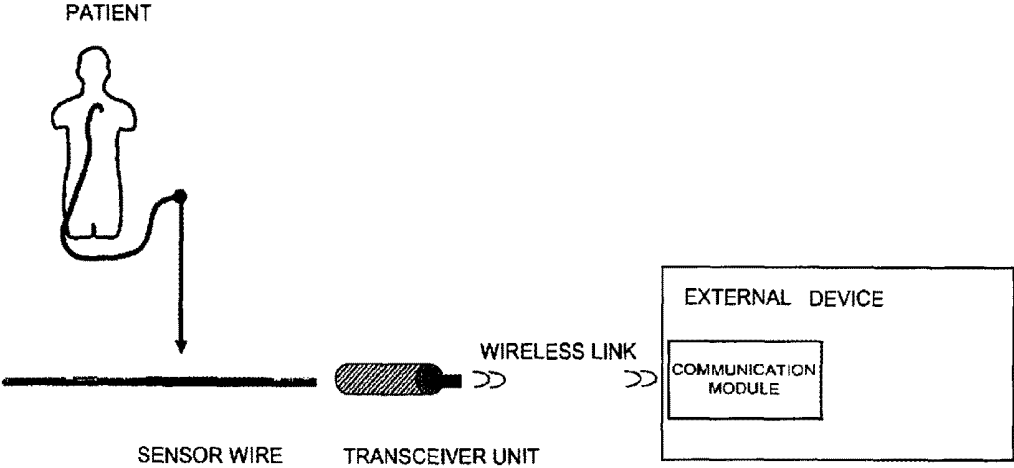 PATIENT
EXTERNAL DEVICE
WIRELESS LINK
COMMUNICATION
MODULE
SENSOR WIRE
TRANSCEIVER UNIT